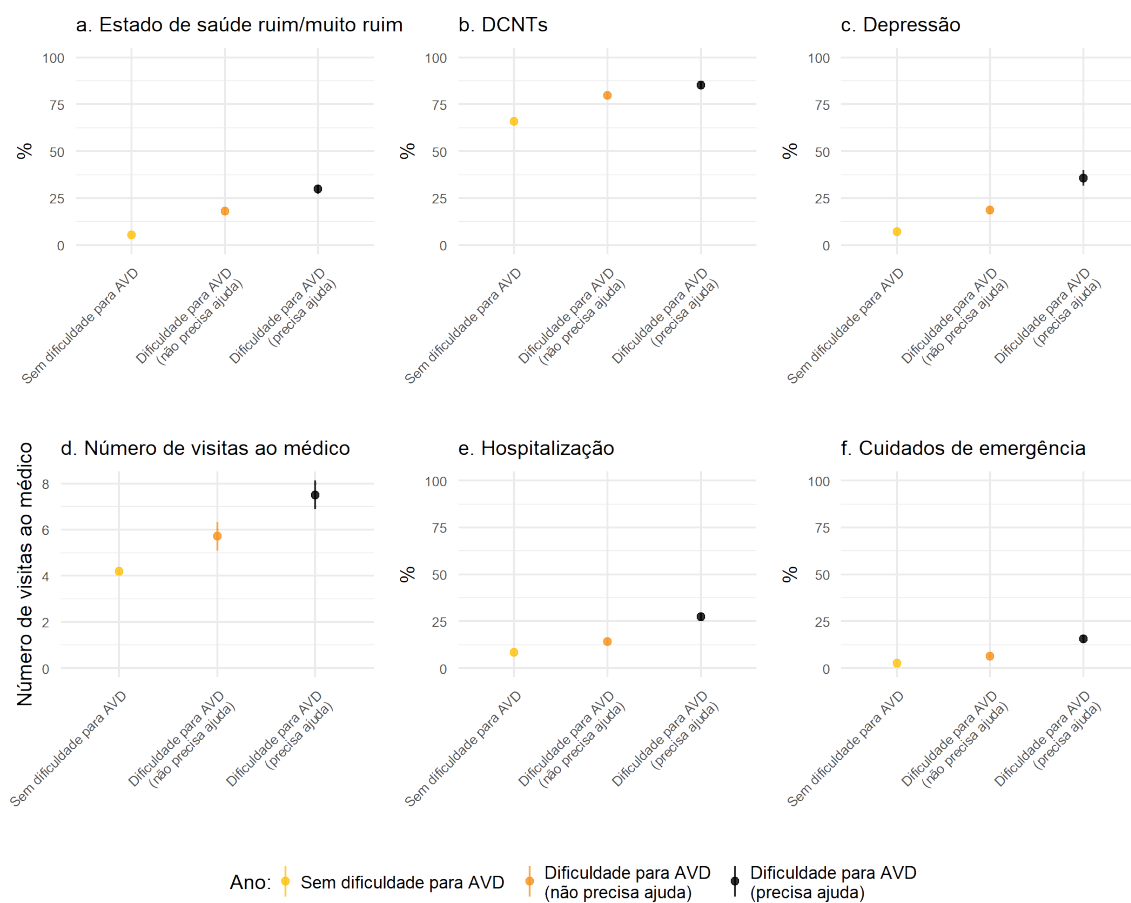 a. Estado de saúde ruim/muito ruim
%
100
75
50
25
0
Sem dificuldade para AVD
Dificuldade para AVD
(não precisa ajuda)
Dificuldade para AVD
(precisa ajuda)
b. DCNTs
%
100
75
50
25
0
Sem dificuldade para AVD
Dificuldade para AVD
(não precisa ajuda)
Dificuldade para AVD
(precisa ajuda)
c. Depressão
%
100
75
50
25
0
Sem dificuldade para AVD
Dificuldade para AVD
(não precisa ajuda)
Dificuldade para AVD
(precisa ajuda)
d. Número de visitas ao médico
Número de visitas ao médico
8
6
4
2
0
Sem dificuldade para AVD
Dificuldade para AVD
(não precisa ajuda)
Dificuldade para AVD
(precisa ajuda)
e. Hospitalização
%
100
75
50
25
0
Sem dificuldade para AVD
Dificuldade para AVD
(não precisa ajuda)
Dificuldade para AVD
(precisa ajuda)
f. Cuidados de emergência
%
100
75
50
25
0
Sem dificuldade para AVD
Dificuldade para AVD
(não precisa ajuda)
Dificuldade para AVD
(precisa ajuda)
Ano:
Sem dificuldade para AVD
Dificuldade para AVD
(não precisa ajuda)
Dificuldade para AVD
(precisa ajuda)